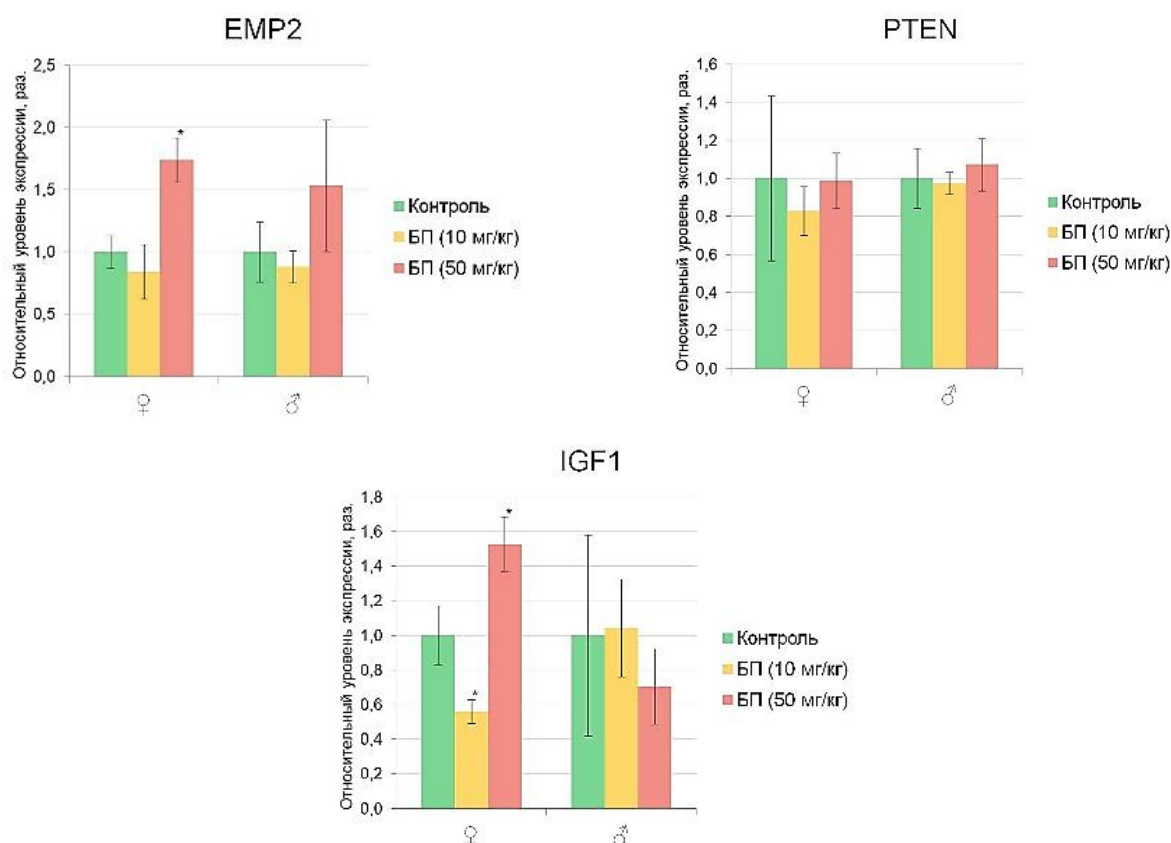 EMP2
Относительный уровень экспрессии, раз.
2,5
2,0
1,5
1,0
0,5
0,0
*
♀
♂
Контроль
БП (10 мг/кг)
БП (50 мг/кг)
PTEN
Относительный уровень экспрессии, раз.
1,6
1,4
1,2
1,0
0,8
0,6
0,4
0,2
0,0
♀
♂
Контроль
БП (10 мг/кг)
БП (50 мг/кг)
IGF1
Относительный уровень экспрессии, раз.
1,8
1,6
1,4
1,2
1,0
0,8
0,6
0,4
0,2
0,0
*
*
♀
♂
Контроль
БП (10 мг/кг)
БП (50 мг/кг)